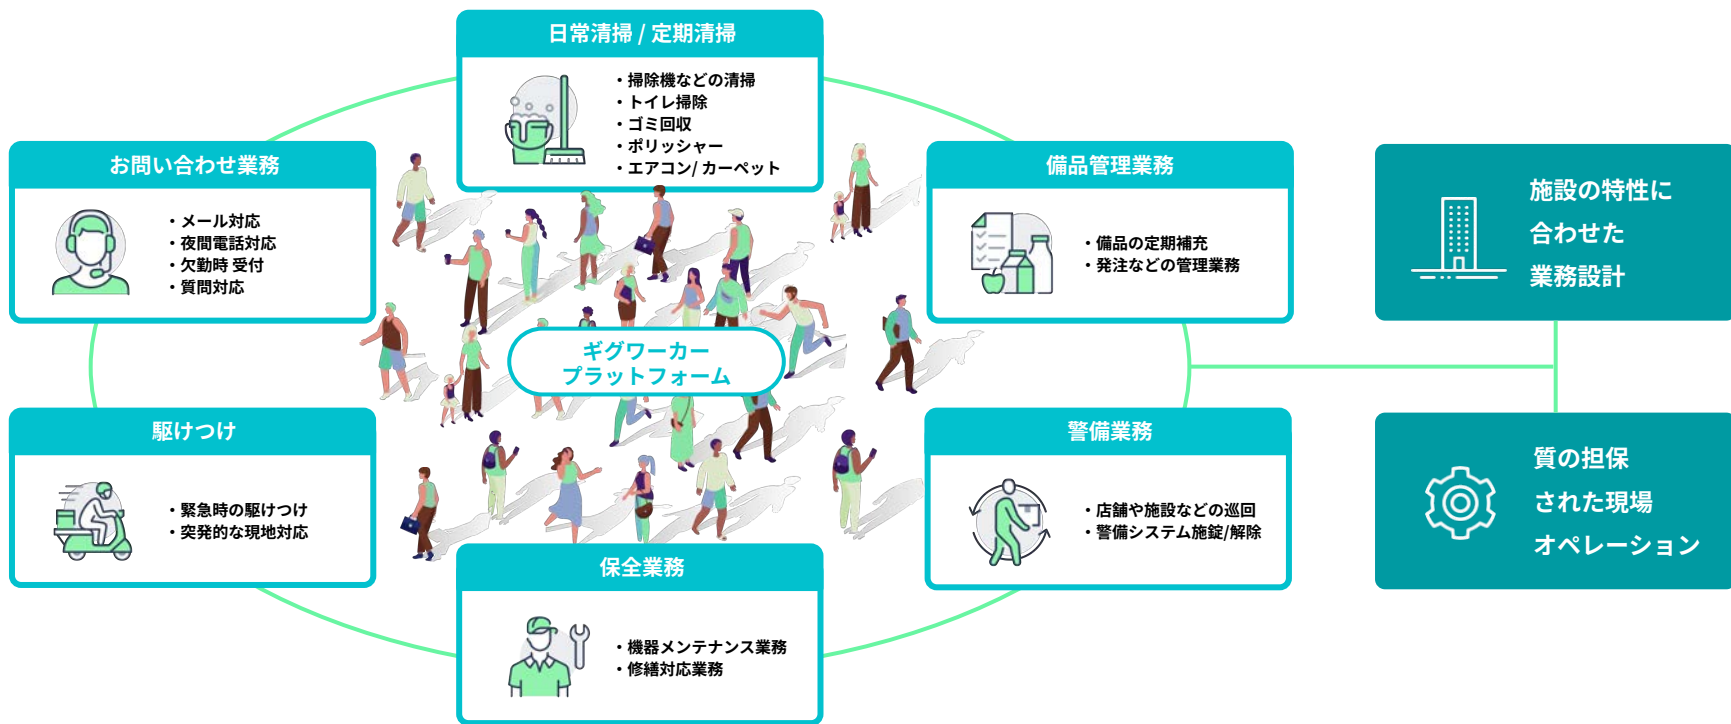 日常清掃 / 定期清掃
・掃除機などの清掃
・トイレ掃除
・ゴミ回収
・ポリッシャー
・エアコン/ カーペット
お問い合わせ業務
・メール対応
・夜間電話対応
・欠勤時 受付
・質問対応
備品管理業務
・備品の定期補充
・発注などの管理業務
施設の特性に
合わせた
業務設計
ギグワーカー
プラットフォーム
駆けつけ
・緊急時の駆けつけ
・突発的な現地対応
警備業務
・店舗や施設などの巡回
・警備システム施錠/解除
質の担保
された現場
オペレーション
保全業務
・機器メンテナンス業務
・修繕対応業務